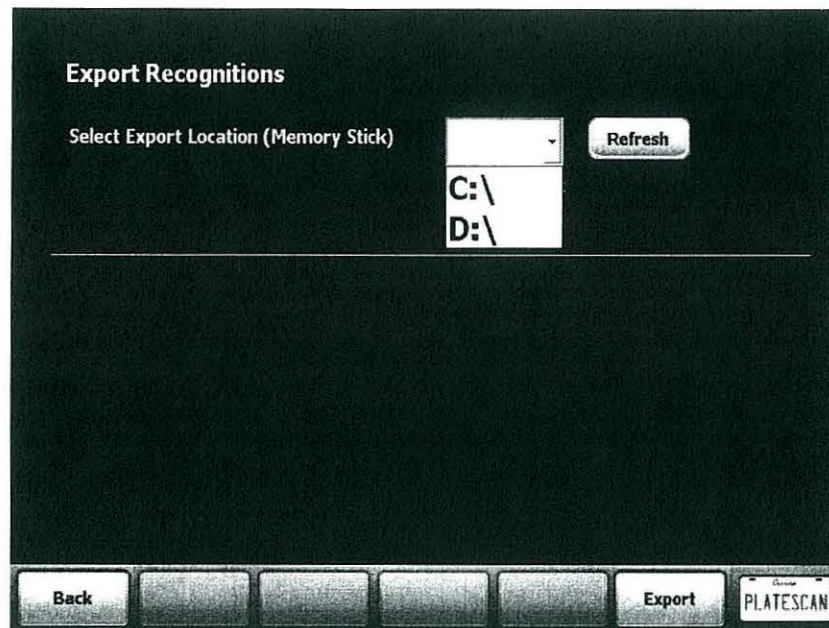 Export Recognitions
Select Export Location (Memory Stick)
Refresh
C:\
D:\
Back
Export
PLATESCAN